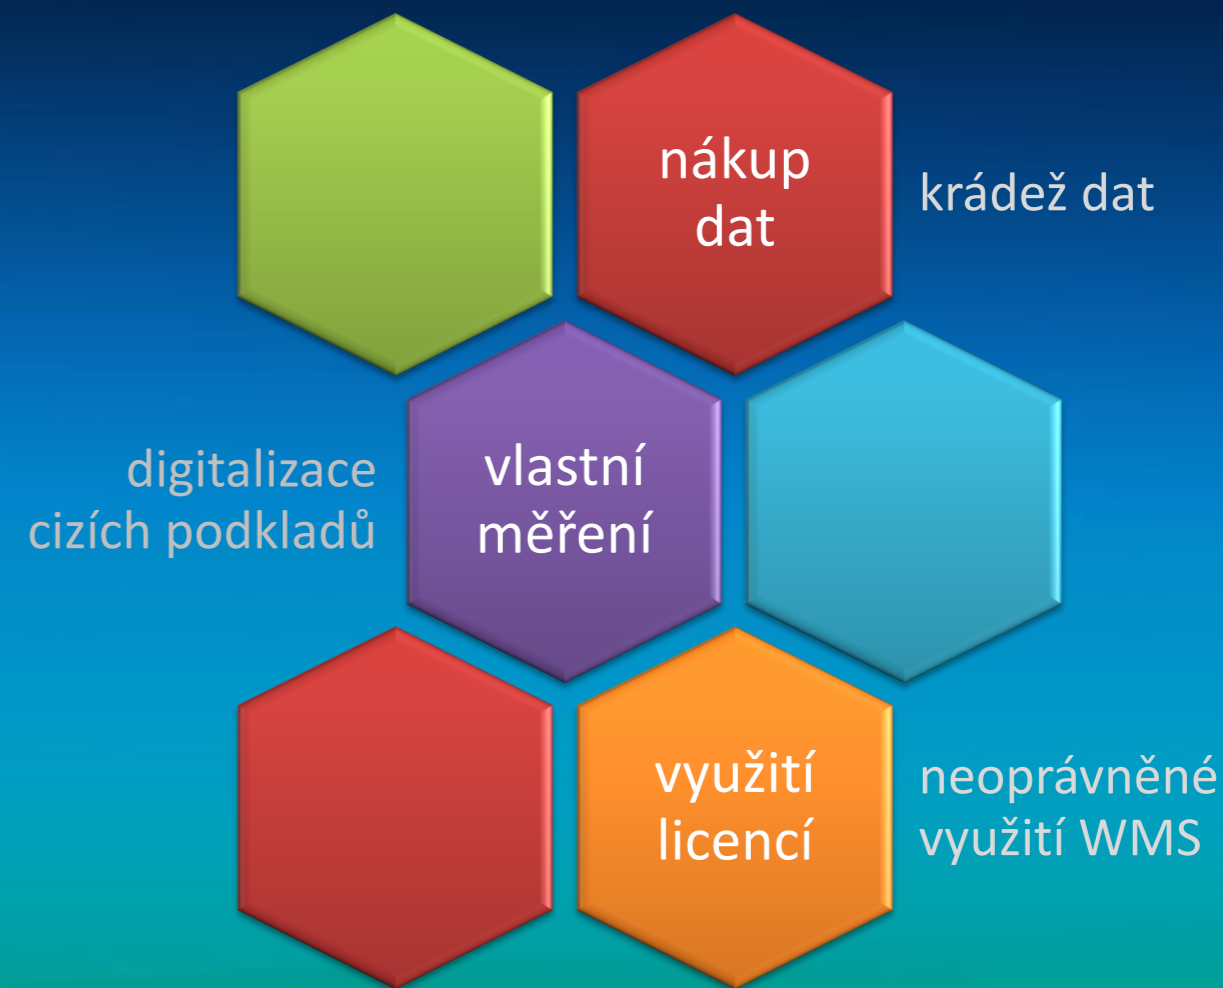 nákup
dat
krádež dat
digitalizace
cizích podkladů
vlastní
měření
využití
licencí
neoprávněné
využití WMS